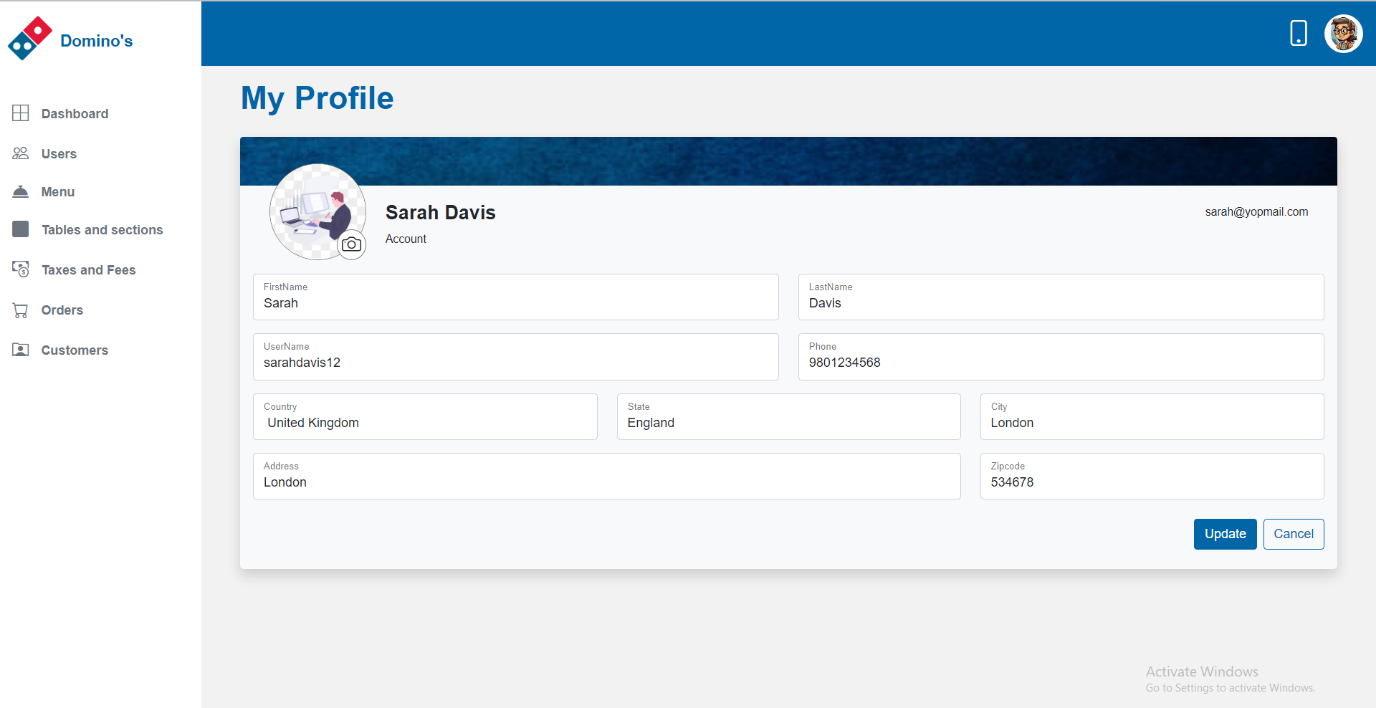 Domino's
Dashboard
Users
Menu
Tables and sections
Taxes and Fees
Orders
Customers
My Profile
Sarah Davis
Account
sarah@yopmail.com
FirstName
Sarah
LastName
Davis
UserName
sarahdavis12
Phone
9801234568
Country
United Kingdom
State
England
City
London
Address
London
Zipcode
534678
Update
Cancel
Activate Windows
Go to Settings to activate Windows.